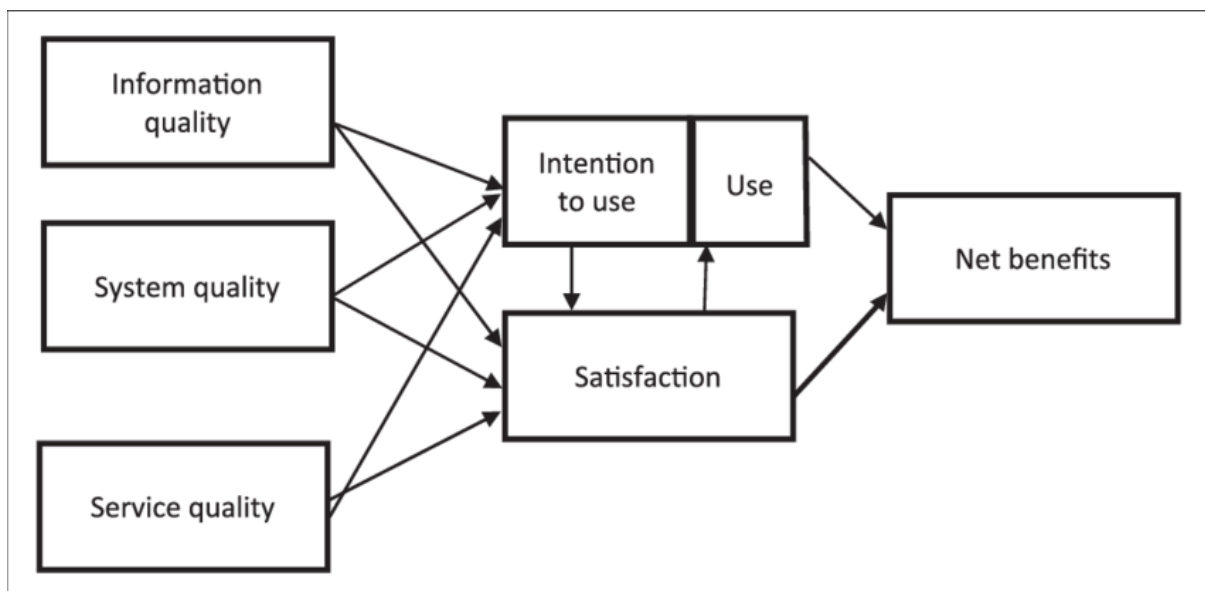 Information
quality
System quality
Service quality
Intention
to use
Use
Satisfaction
Net benefits